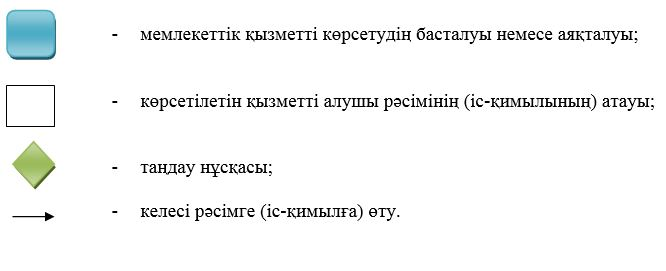 - мемлекеттік қызметті көрсетудің басталуы немесе аяқталуы;
- көрсетілетін қызметті алушы рәсімінің (іс-қимылының) атауы;
- таңдау нұсқасы;
- келесі рәсімге (іс-қимылға) өту.